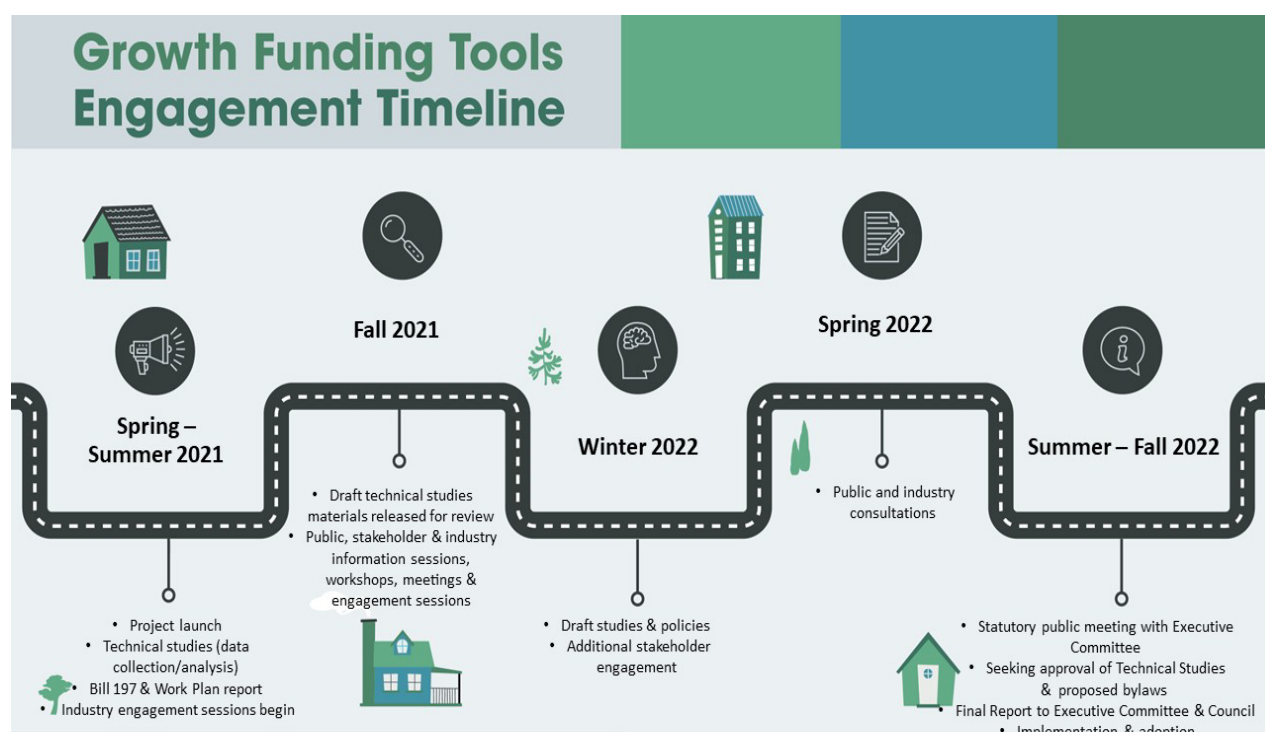 Growth Funding Tools
Engagement Timeline
Spring –
Summer 2021
• Project launch
• Technical studies (data
collection/analysis)
• Bill 197 & Work Plan report
• Industry engagement sessions begin
Fall 2021
• Draft technical studies
materials released for review
• Public, stakeholder & industry
information sessions,
workshops, meetings &
engagement sessions
Winter 2022
• Draft studies & policies
• Additional stakeholder
engagement
Spring 2022
• Public and industry
consultations
Summer – Fall 2022
• Statutory public meeting with Executive
Committee
• Seeking approval of Technical Studies
& proposed bylaws
• Final Report to Executive Committee & Council
• Implementation & adoption